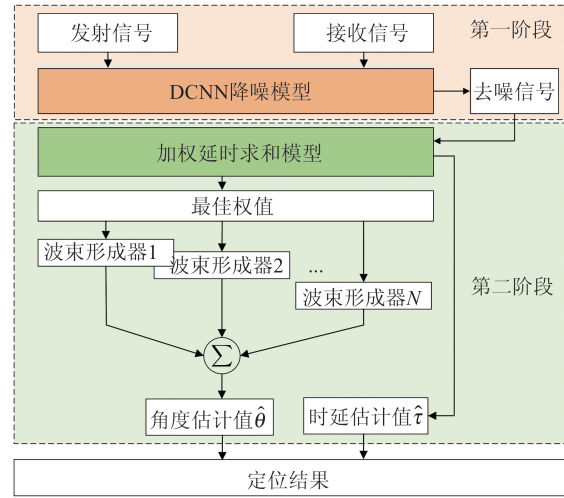 发射信号
接收信号
第一阶段
DCNN降噪模型
去噪信号
加权延时求和模型
最佳权值
波束形成器1
波束形成器2
...
波束形成器N
第二阶段
∑
角度估计值θ̂
时延估计值τ̂
定位结果